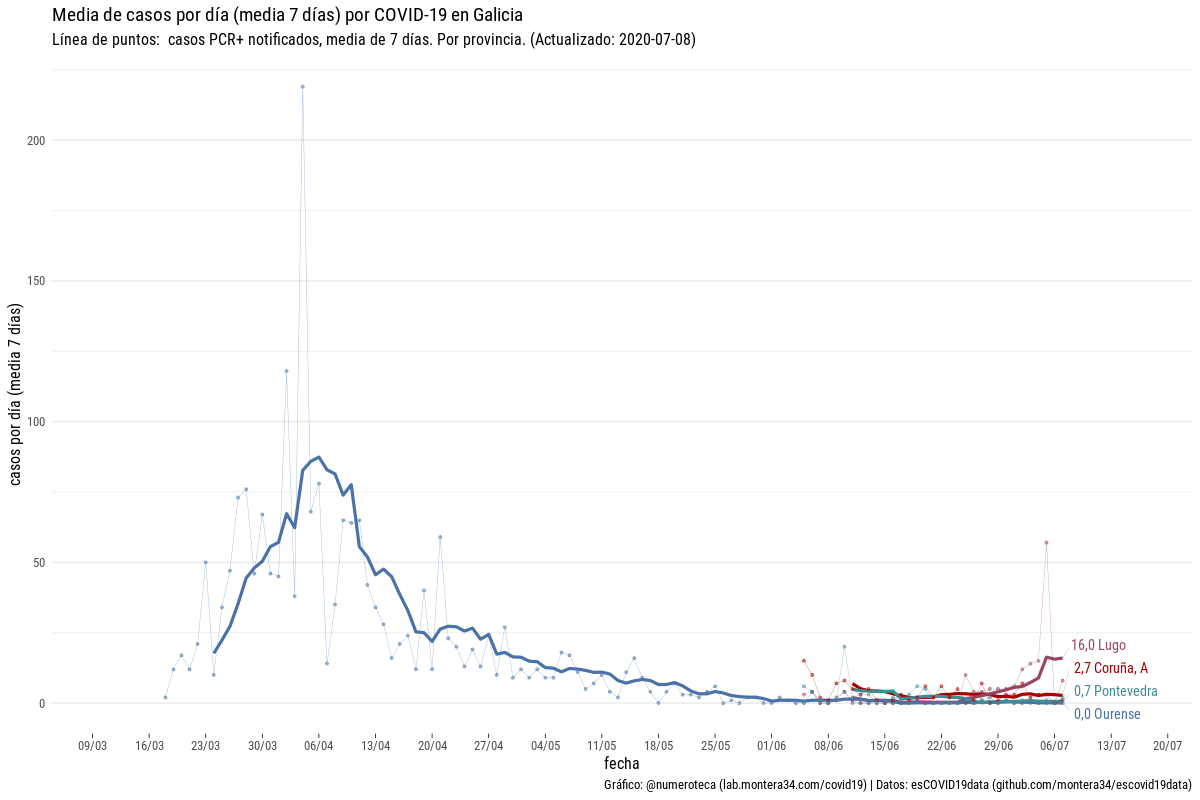 Media de casos por día (media 7 días) por COVID-19 en Galicia
Línea de puntos:  casos PCR+ notificados, media de 7 días. Por provincia. (Actualizado: 2020-07-08)
casos por día (media 7 días)
200
150
100
50
0
16,0 Lugo
2,7 Coruña, A
0,7 Pontevedra
0,0 Ourense
09/03 16/03 23/03 30/03 06/04 13/04 20/04 27/04 04/05 11/05 18/05 25/05 01/06 08/06 15/06 22/06 29/06 06/07 13/07 20/07
fecha
Gráfico: @numeroteca (lab.montera34.com/covid19) | Datos: esCOVID19data (github.com/montera34/escovid19data)